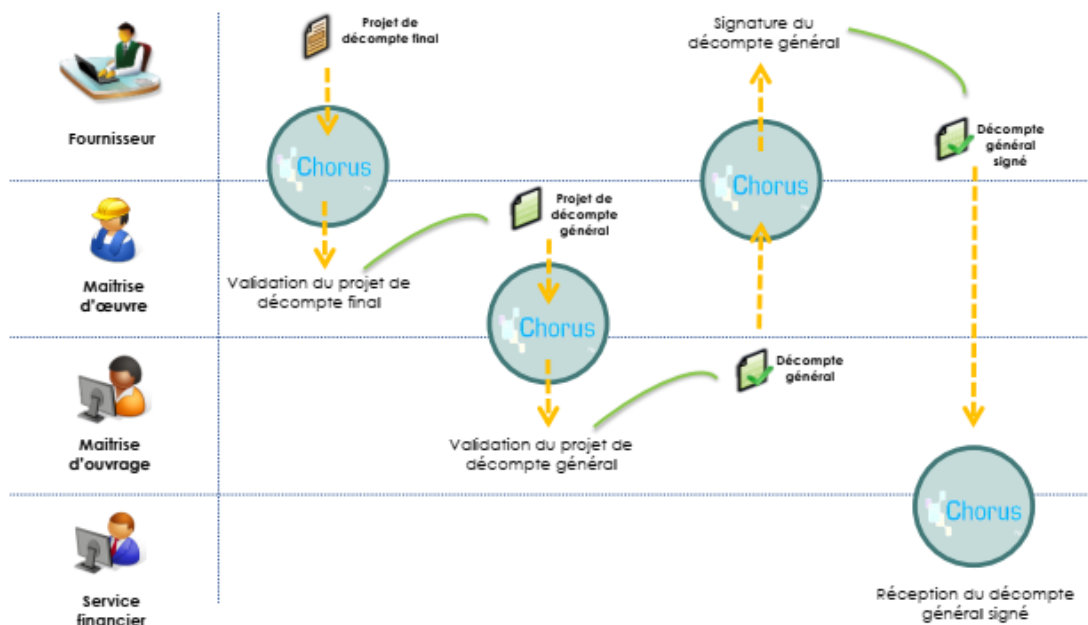 Projet de
décompte final
Signature du
décompte général
Fournisseur
Chorus
Décompte
général
signé
Chorus
Projet de
décompte
général
Maitrise
d'œuvre
Validation du projet de
décompte final
Chorus
Décompte
général
Maitrise
d'ouvrage
Validation du projet de
décompte général
Chorus
Service
financier
Réception du décompte
général signé